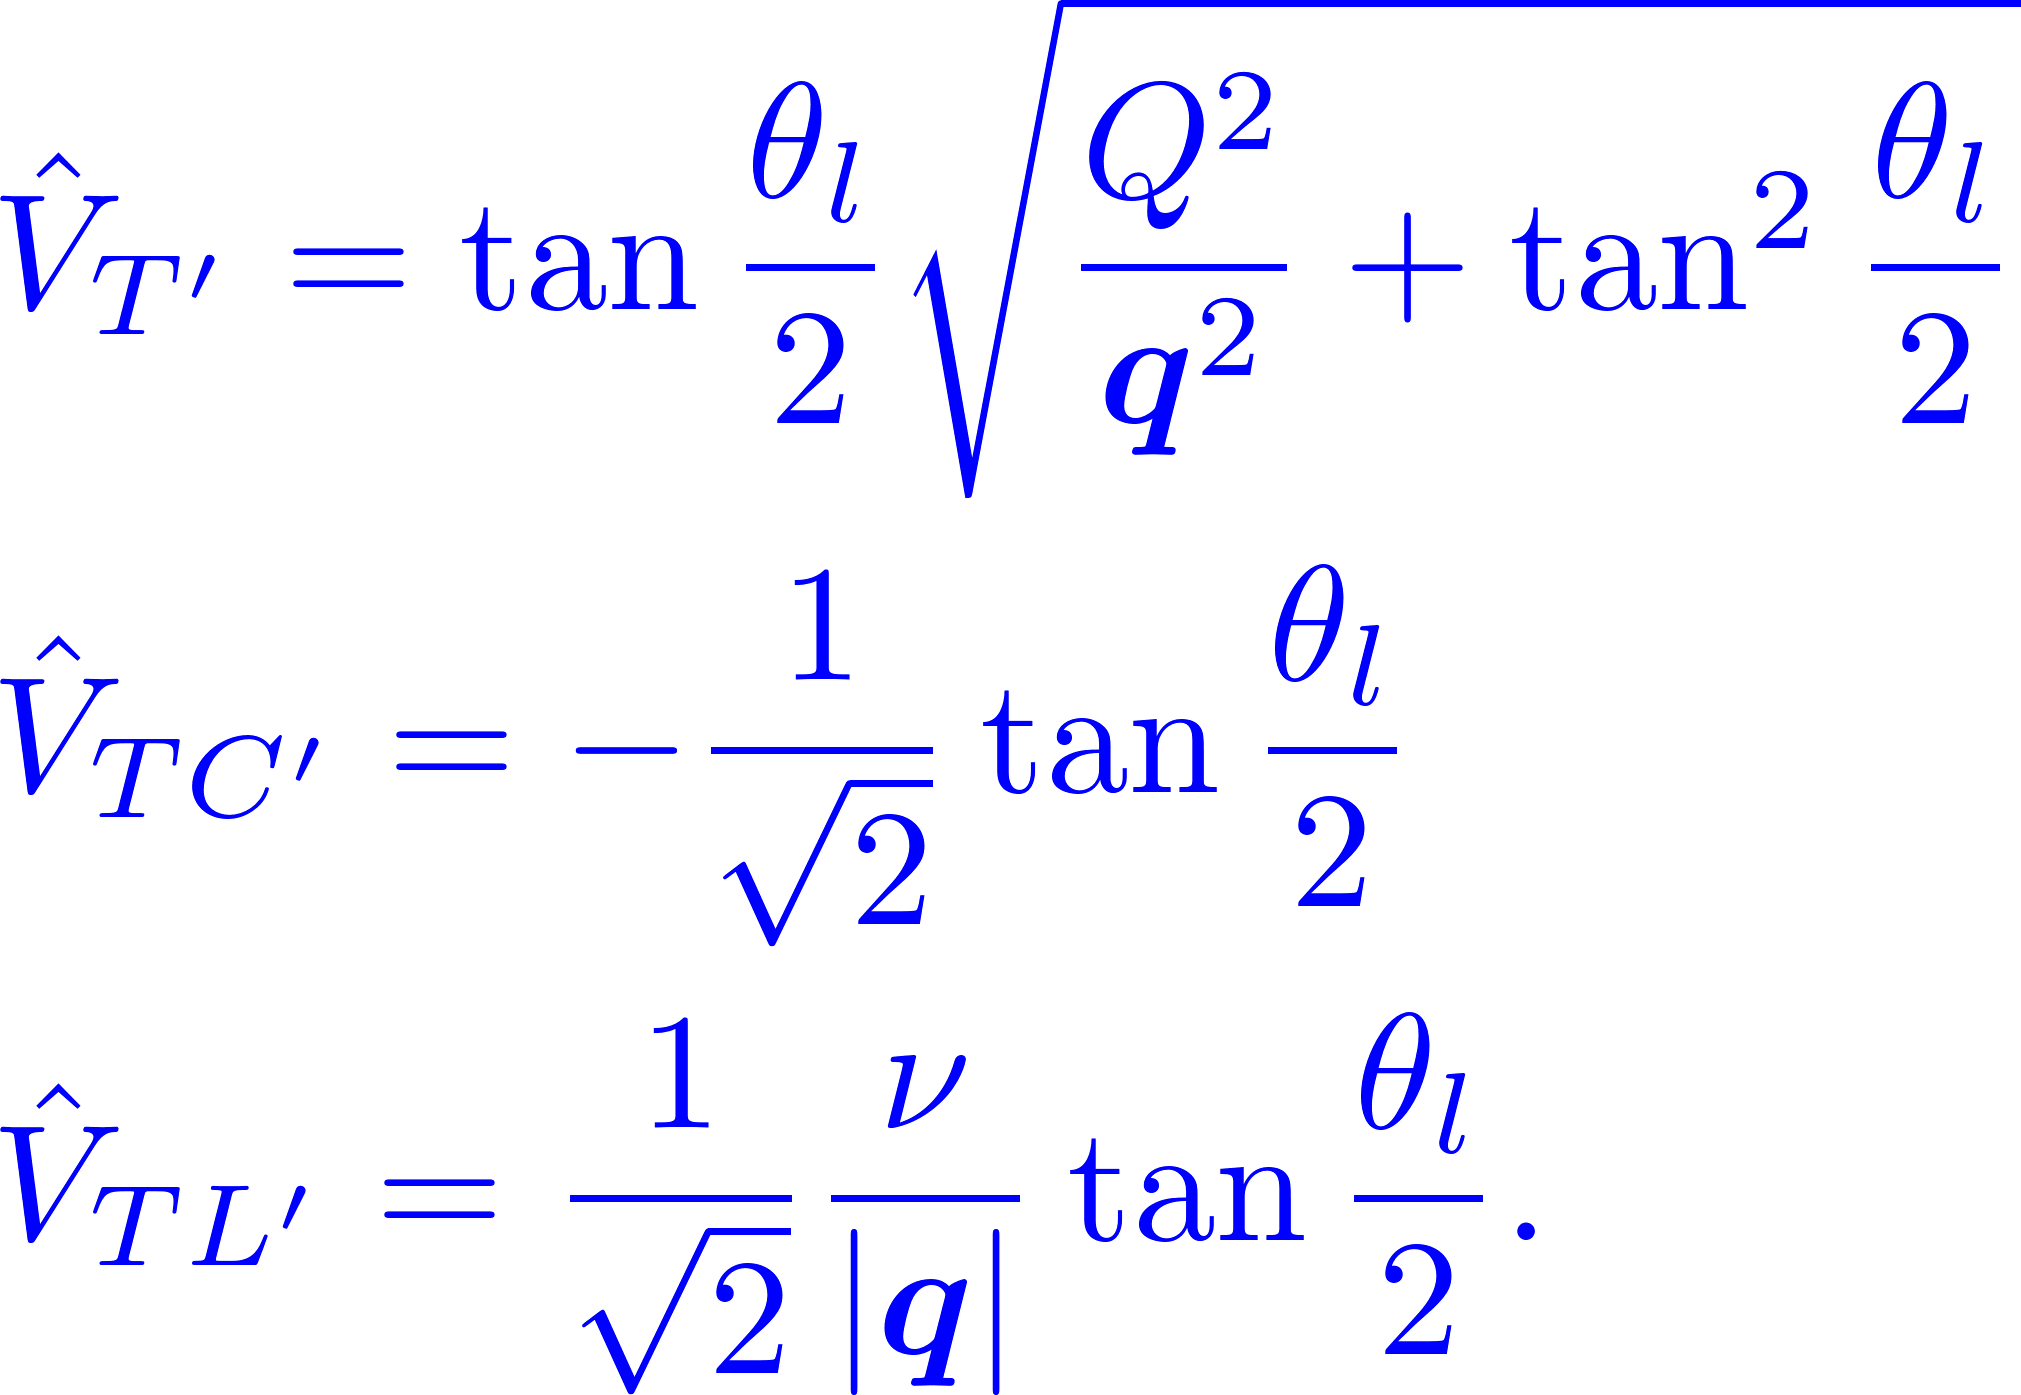 $\hat{V}_{T'} = \tan \frac{\theta_l}{2} \sqrt{\frac{Q^2}{\boldsymbol{q}^2} + \tan^2 \frac{\theta_l}{2}}$
$\hat{V}_{TC'} = -\frac{1}{\sqrt{2}} \tan \frac{\theta_l}{2}$
$\hat{V}_{TL'} = \frac{1}{\sqrt{2}} \frac{\nu}{|\boldsymbol{q}|} \tan \frac{\theta_l}{2}.$